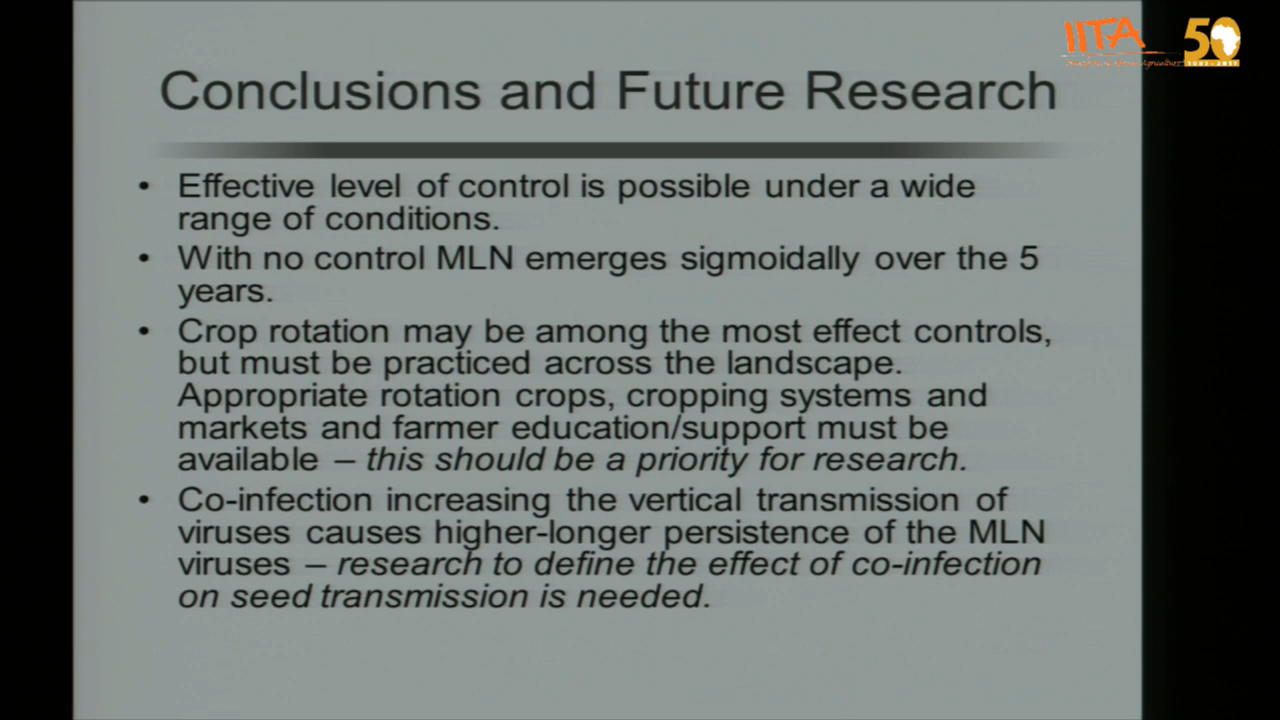 IITA
50
Conclusions and Future Research
• Effective level of control is possible under a wide
range of conditions.
• With no control MLN emerges sigmoidally over the 5
years.
• Crop rotation may be among the most effect controls,
but must be practiced across the landscape.
Appropriate rotation crops, cropping systems and
markets and farmer education/support must be
available – this should be a priority for research.
• Co-infection increasing the vertical transmission of
viruses causes higher-longer persistence of the MLN
viruses – research to define the effect of co-infection
on seed transmission is needed.